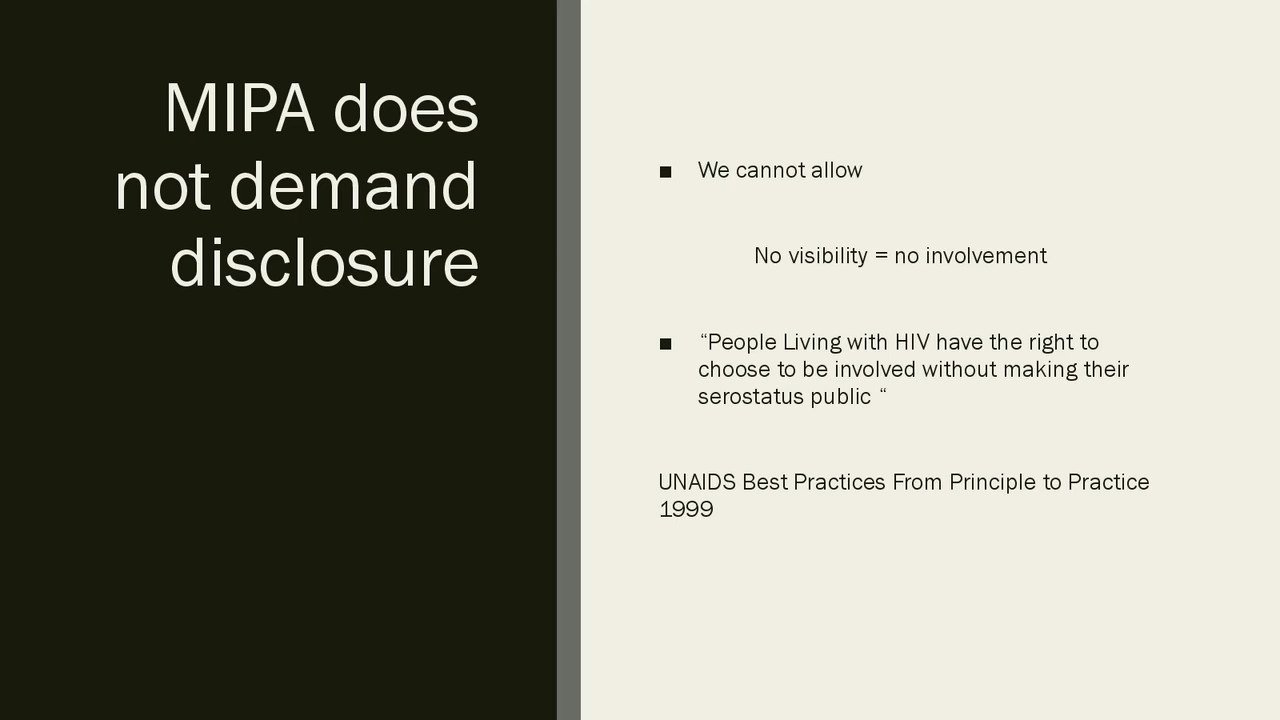 MIPA does
not demand
disclosure
▪ We cannot allow
No visibility = no involvement
▪ “People Living with HIV have the right to
choose to be involved without making their
serostatus public “
UNAIDS Best Practices From Principle to Practice
1999